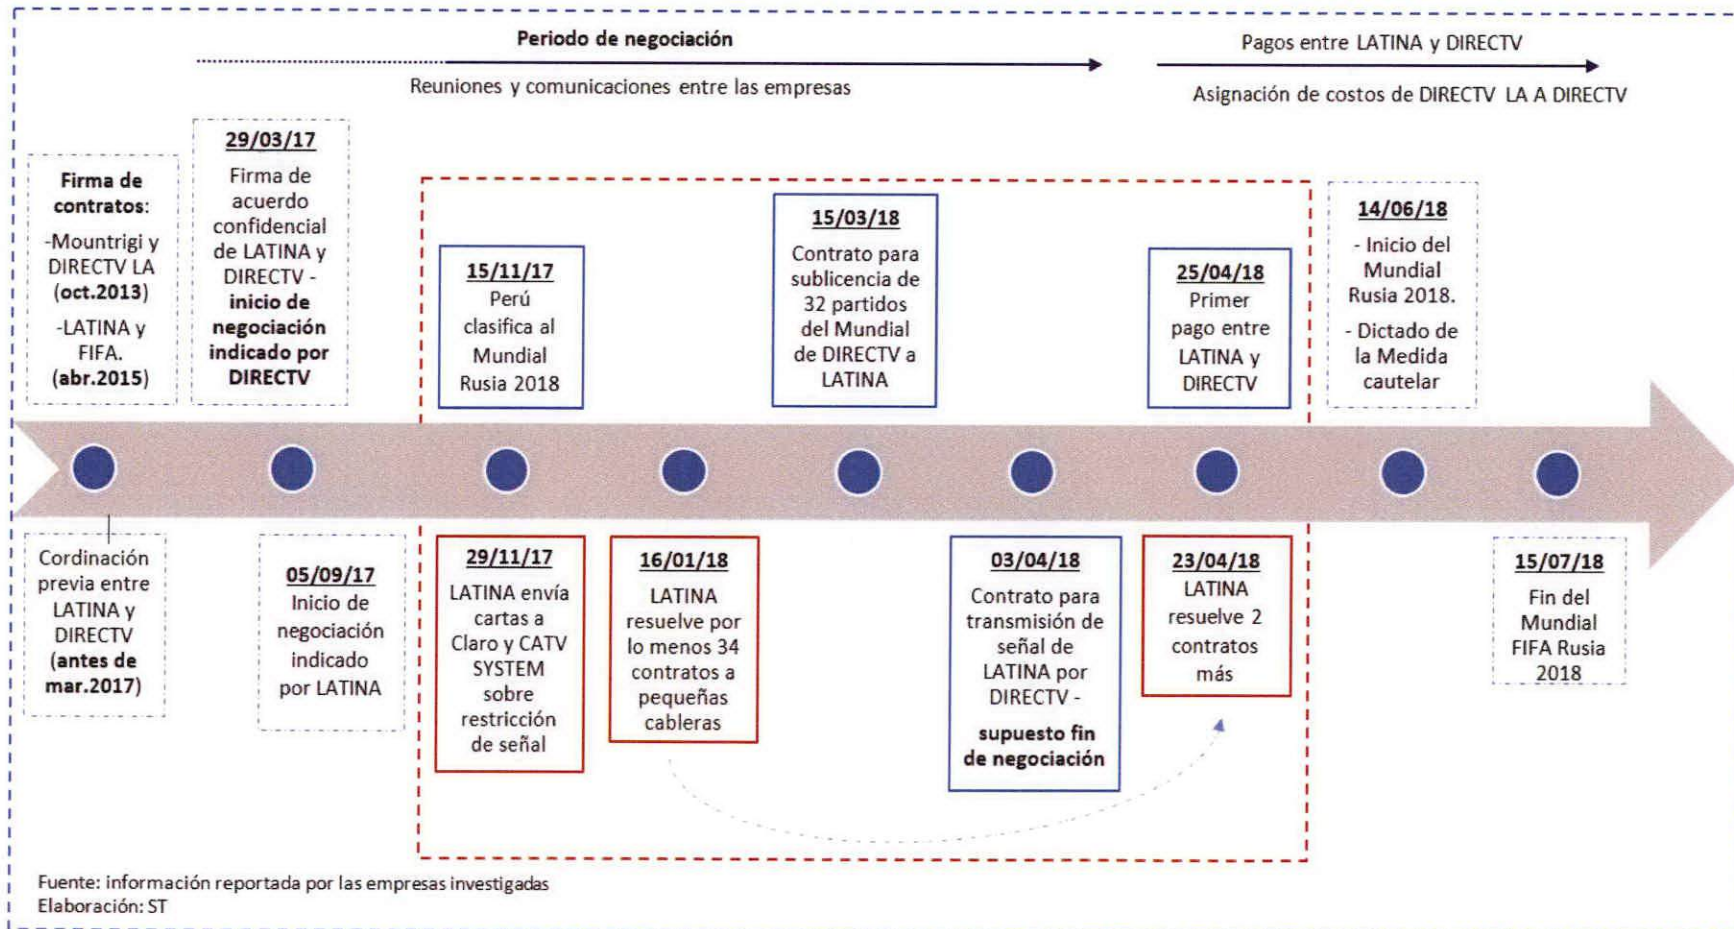 Periodo de negociación
Reuniones y comunicaciones entre las empresas
Pagos entre LATINA y DIRECTV
Asignación de costos de DIRECTV LA A DIRECTV
Firma de
contratos:
-Mountrigi y
DIRECTV LA
(oct.2013)
-LATINA y
FIFA.
(abr.2015)
29/03/17
Firma de
acuerdo
confidencial
de LATINA y
DIRECTV -
inicio de
negociación
indicado por
DIRECTV
15/11/17
Perú
clasifica al
Mundial
Rusia 2018
15/03/18
Contrato para
sublicencia de
32 partidos
del Mundial
de DIRECTV a
LATINA
25/04/18
Primer
pago entre
LATINA y
DIRECTV
14/06/18
- Inicio del
Mundial
Rusia 2018.
- Dictado de
la Medida
cautelar
Cordinación
previa entre
LATINA y
DIRECTV
(antes de
mar.2017)
05/09/17
Inicio de
negociación
indicado
por LATINA
29/11/17
LATINA envía
cartas a
Claro y CATV
SYSTEM
sobre
restricción
de señal
16/01/18
LATINA
resuelve por
lo menos 34
contratos a
pequeñas
cableras
03/04/18
Contrato para
transmisión de
señal de
LATINA por
DIRECTV -
supuesto fin
de negociación
23/04/18
LATINA
resuelve 2
contratos
más
15/07/18
Fin del
Mundial
FIFA Rusia
2018
Fuente: información reportada por las empresas investigadas
Elaboración: ST